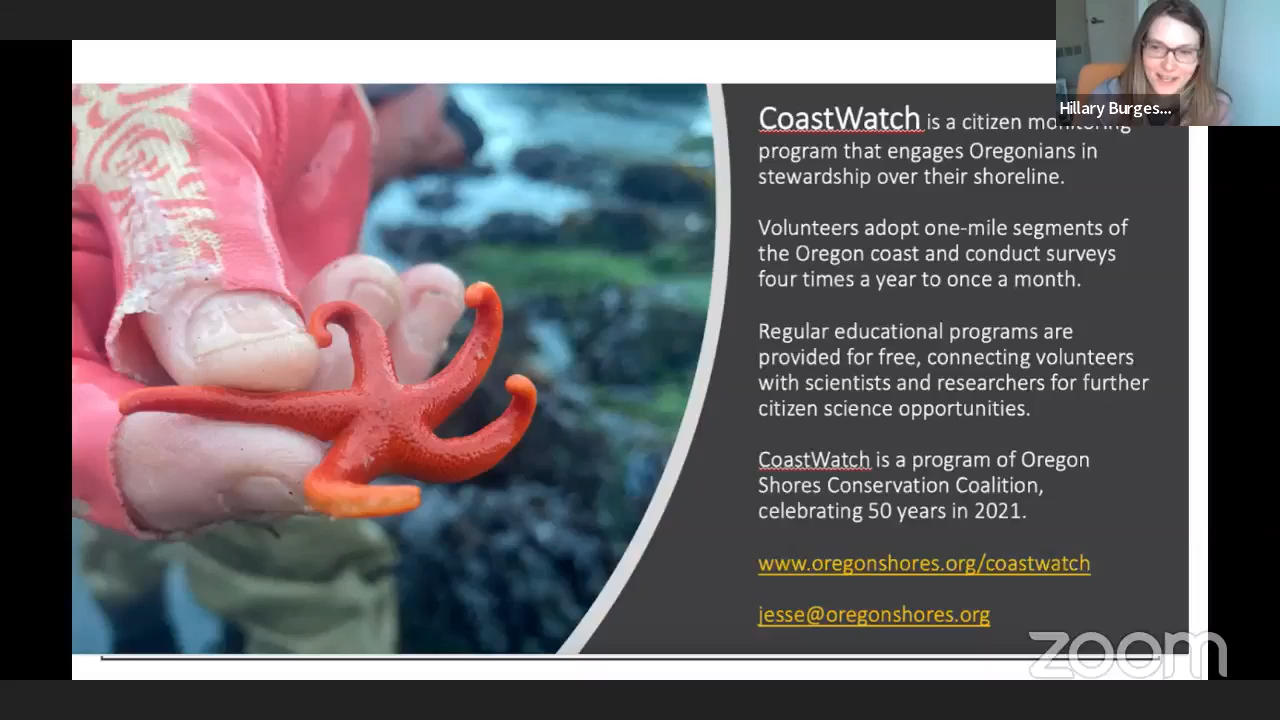 Hillary Burges...
CoastWatch is a citizen monitoring
program that engages Oregonians in
stewardship over their shoreline.
Volunteers adopt one-mile segments of
the Oregon coast and conduct surveys
four times a year to once a month.
Regular educational programs are
provided for free, connecting volunteers
with scientists and researchers for further
citizen science opportunities.
CoastWatch is a program of Oregon
Shores Conservation Coalition,
celebrating 50 years in 2021.
www.oregonshores.org/coastwatch
jesse@oregonshores.org
zoom